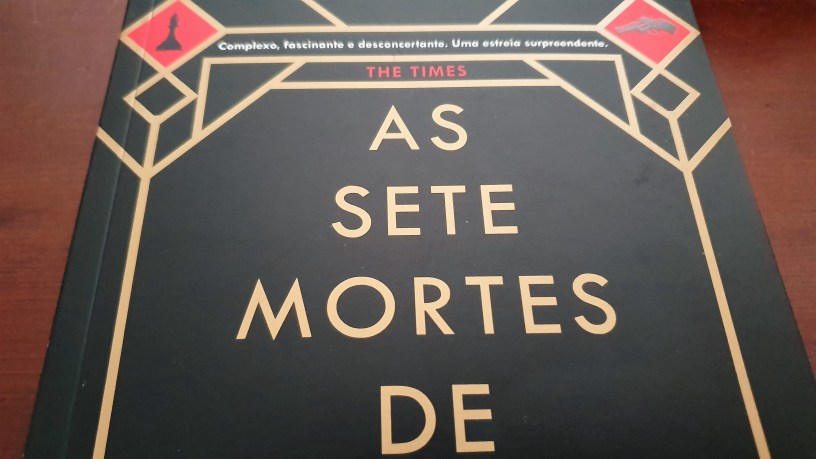 Complexo, fascinante e desconcertante. Uma estreia surpreendente.
THE TIMES
AS
SETE
MORTES
DE